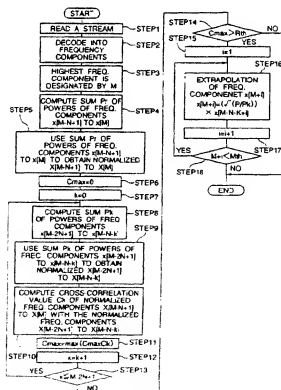 START
READ A STREAM
STEP1
DECODE INTO
FREQUENCY
COMPONENTS
STEP2
HIGHEST FREQ.
COMPONENT IS
DESIGNATED BY M
STEP3
COMPUTE SUM PT OF
POWERS OF FREQ.
COMPONENTS x[M-N+1]
TO x[M]
STEP4
STEP5
USE SUM PT OF
POWERS OF FREQ.
COMPONENTS x[M-N+1]
TO x[M] TO OBTAIN NORMALIZED
X[M-N+1] TO X[M]
Cmax=0
STEP6
k=0
STEP7
COMPUTE SUM Pk
OF POWERS OF FREQ.
COMPONENTS x[M-2N+1]
TO x[M-N-k]
STEP8
STEP9
USE SUM Pk OF POWERS OF
FREQ. COMPONENTS x[M-2N+1]
TO x[M-N-k] TO OBTAIN
NORMALIZED X[M-2N+1]
TO X[M-N-k]
COMPUTE CROSS-CORRELATION
VALUE Ck OF NORMALIZED
FREQ COMPONENTS X[M-N+1]
TO X[M] WITH THE NORMALIZED
FREQ. COMPONENTS
X[M-2N+1] TO X[M-N-k]
STEP10
Cmax=max(Cmax,Ck)
STEP11
k=k+1
STEP12
STEP13
YES
NO
STEP14
Cmax>Rth
NO
YES
STEP15
i=1
STEP16
EXTRAPOLATION OF
FREQ.
COMPONENET x[M+i]
x[M+i]=(√(P/Pk))
× x[M-N-K+i]
i=i+1
STEP17
YES
M+i<Mth
STEP18
NO
END